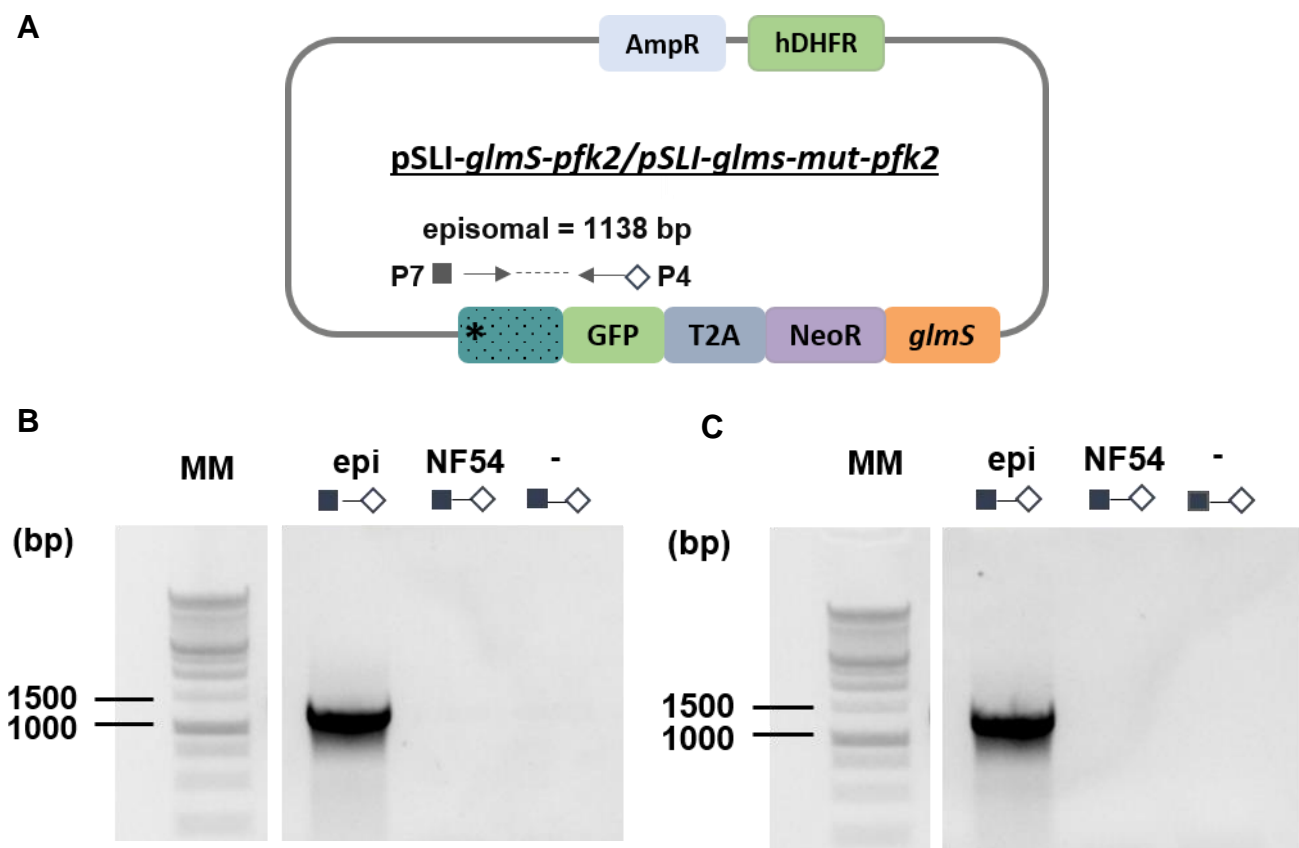 A
AmpR hDHFR
pSLI-glmS-pfk2/pSLI-glms-mut-pfk2
episomal = 1138 bp
P7 P4
* GFP T2A NeoR glmS
B
MM epi NF54 -
(bp)
1500
1000
C
MM epi NF54 -
(bp)
1500
1000